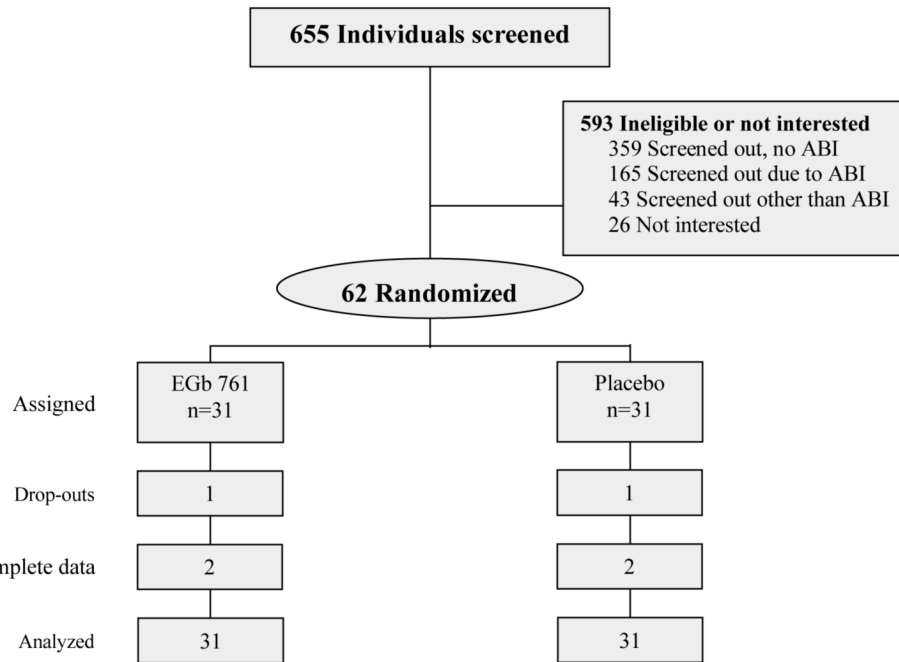 655 Individuals screened
593 Ineligible or not interested
359 Screened out, no ABI
165 Screened out due to ABI
43 Screened out other than ABI
26 Not interested
62 Randomized
Assigned
EGb 761
n=31
Placebo
n=31
Drop-outs
1
1
mplete data
2
2
Analyzed
31
31